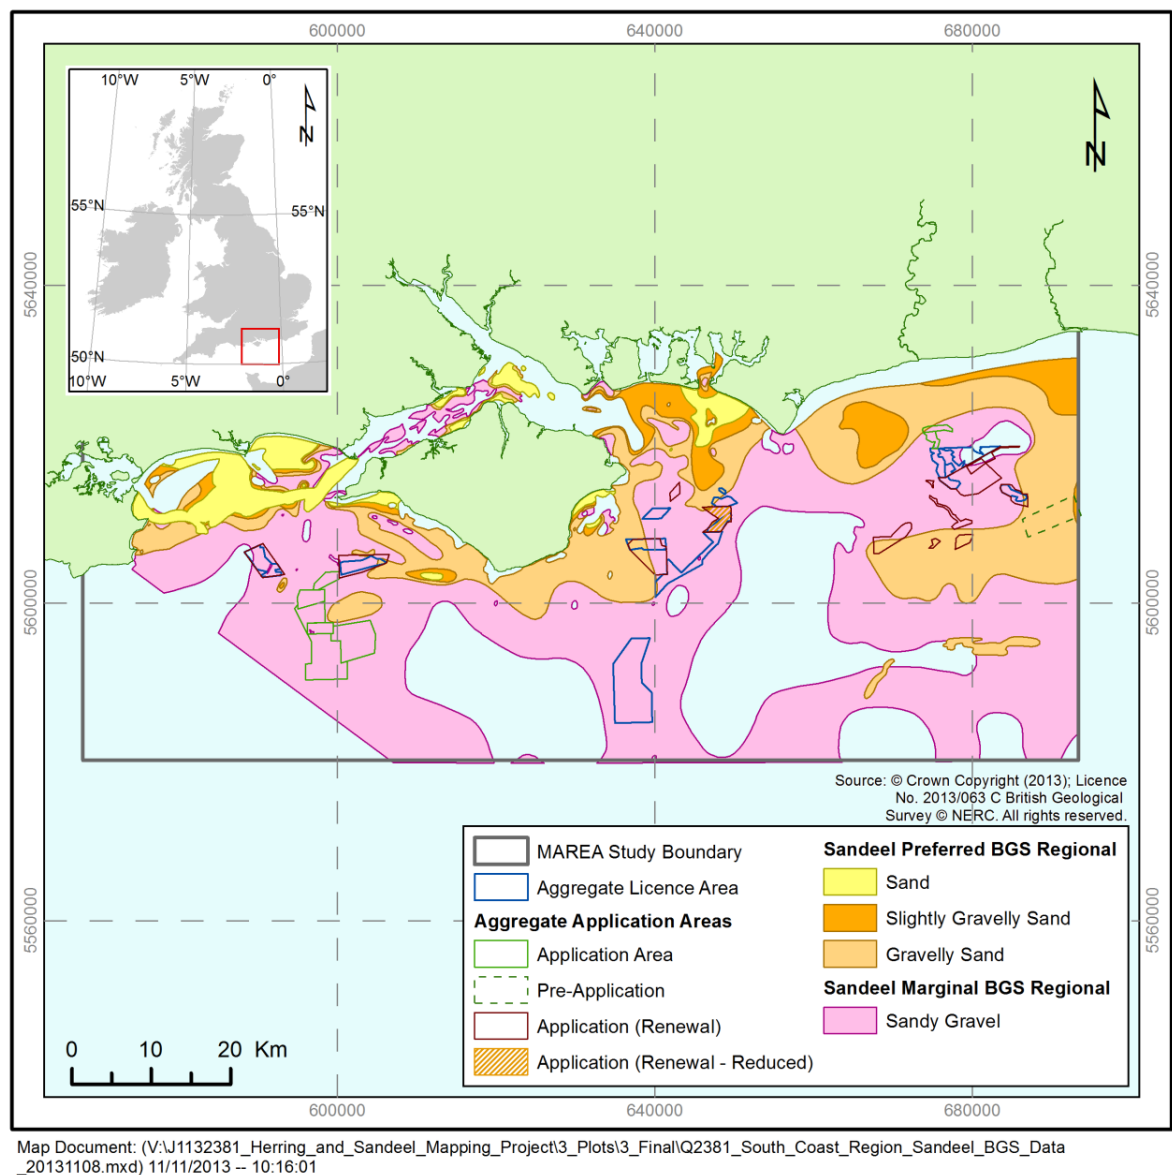 600000 640000 680000
10°W 5°W 0°
N
55°N 55°N
50°N
10°W 5°W 0°
N
5640000 5640000
5600000 5600000
5560000 5560000
Source: © Crown Copyright (2013); Licence
No. 2013/063 C British Geological
Survey © NERC. All rights reserved.
MAREA Study Boundary
Aggregate Licence Area
Aggregate Application Areas
Application Area
Pre-Application
Application (Renewal)
Application (Renewal - Reduced)
Sandeel Preferred BGS Regional
Sand
Slightly Gravelly Sand
Gravelly Sand
Sandeel Marginal BGS Regional
Sandy Gravel
0 10 20 Km
600000 640000 680000
Map Document: (V:\J1132381_Herring_and_Sandeel_Mapping_Project\3_Plots\3_Final\Q2381_South_Coast_Region_Sandeel_BGS_Data
_20131108.mxd) 11/11/2013 -- 10:16:01